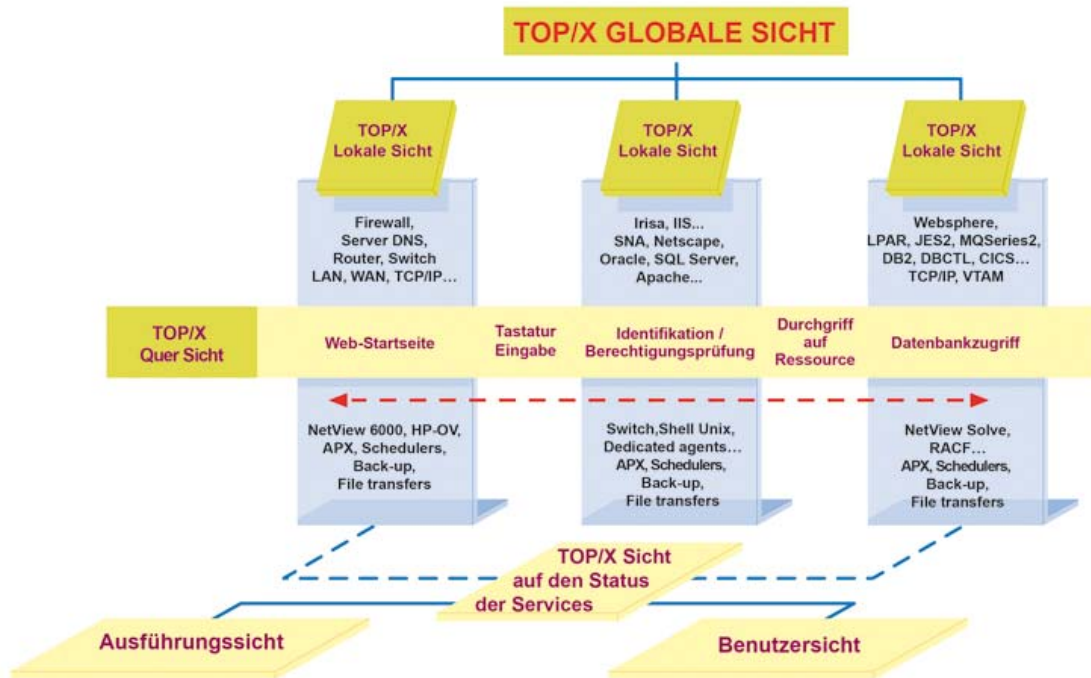 TOP/X GLOBALE SICHT
TOP/X
Lokale Sicht
TOP/X
Lokale Sicht
TOP/X
Lokale Sicht
Firewall,
Server DNS,
Router, Switch
LAN, WAN, TCP/IP...
Irisa, IIS...
SNA, Netscape,
Oracle, SQL Server,
Apache...
Websphere,
LPAR, JES2, MQSeries2,
DB2, DBCTL, CICS...
TCP/IP, VTAM
TOP/X
Quer Sicht
Web-Startseite
Tastatur
Eingabe
Identifikation /
Berechtigungsprüfung
Durchgriff
auf
Ressource
Datenbankzugriff
NetView 6000, HP-OV,
APX, Schedulers,
Back-up,
File transfers
Switch,Shell Unix,
Dedicated agents...
APX, Schedulers,
Back-up,
File transfers
NetView Solve,
RACF...
APX, Schedulers,
Back-up,
File transfers
TOP/X Sicht
auf den Status
der Services
Ausführungssicht
Benutzersicht